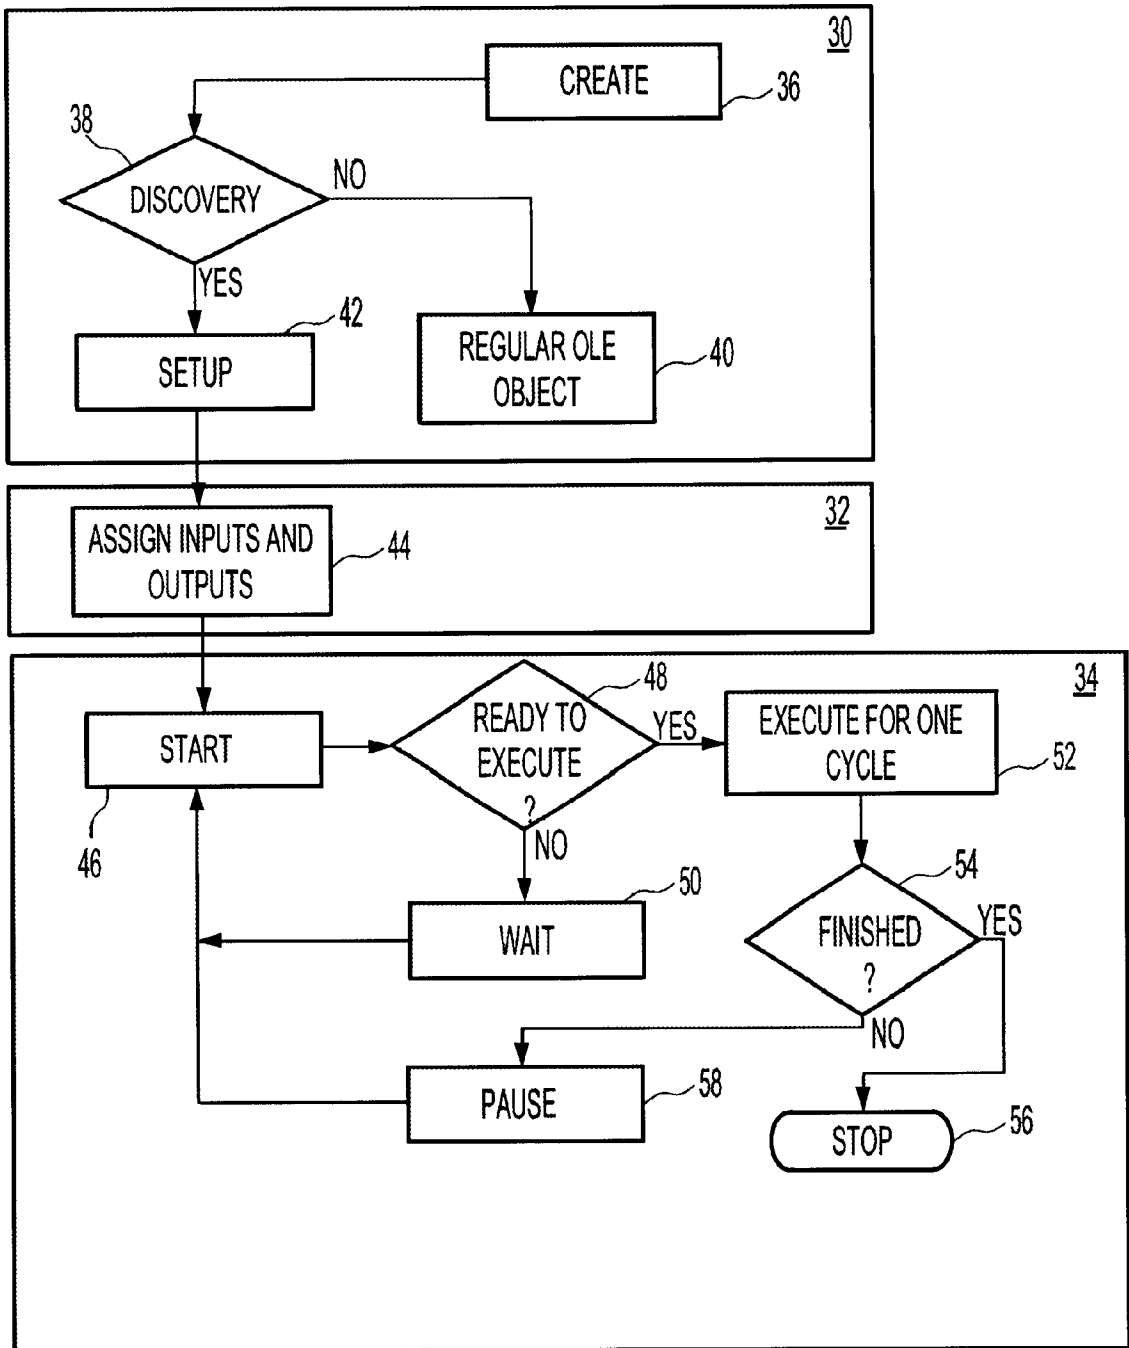 30
CREATE
36
38
DISCOVERY
NO
YES
42
SETUP
REGULAR OLE
OBJECT
40
32
ASSIGN INPUTS AND
OUTPUTS
44
34
48
READY TO
EXECUTE
?
YES
EXECUTE FOR ONE
CYCLE
52
START
46
NO
50
WAIT
54
FINISHED
?
YES
NO
PAUSE
58
STOP
56